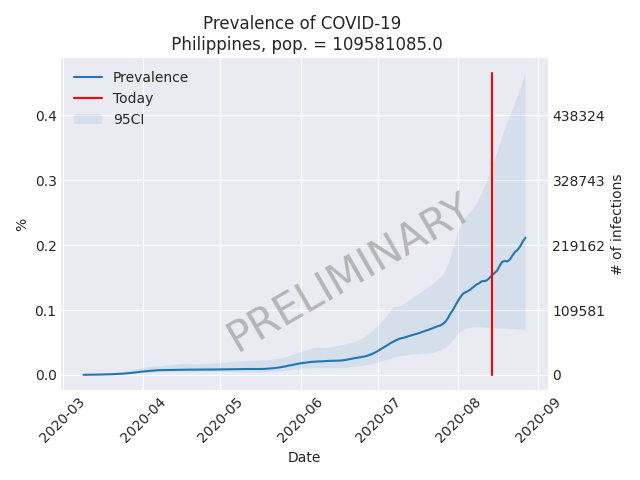 Prevalence of COVID-19
Philippines, pop. = 109581085.0
Prevalence
Today
95CI
0.4
0.3
0.2
0.1
0.0
%
438324
328743
219162
109581
0
# of infections
PRELIMINARY
2020-03
2020-04
2020-05
2020-06
2020-07
2020-08
2020-09
Date